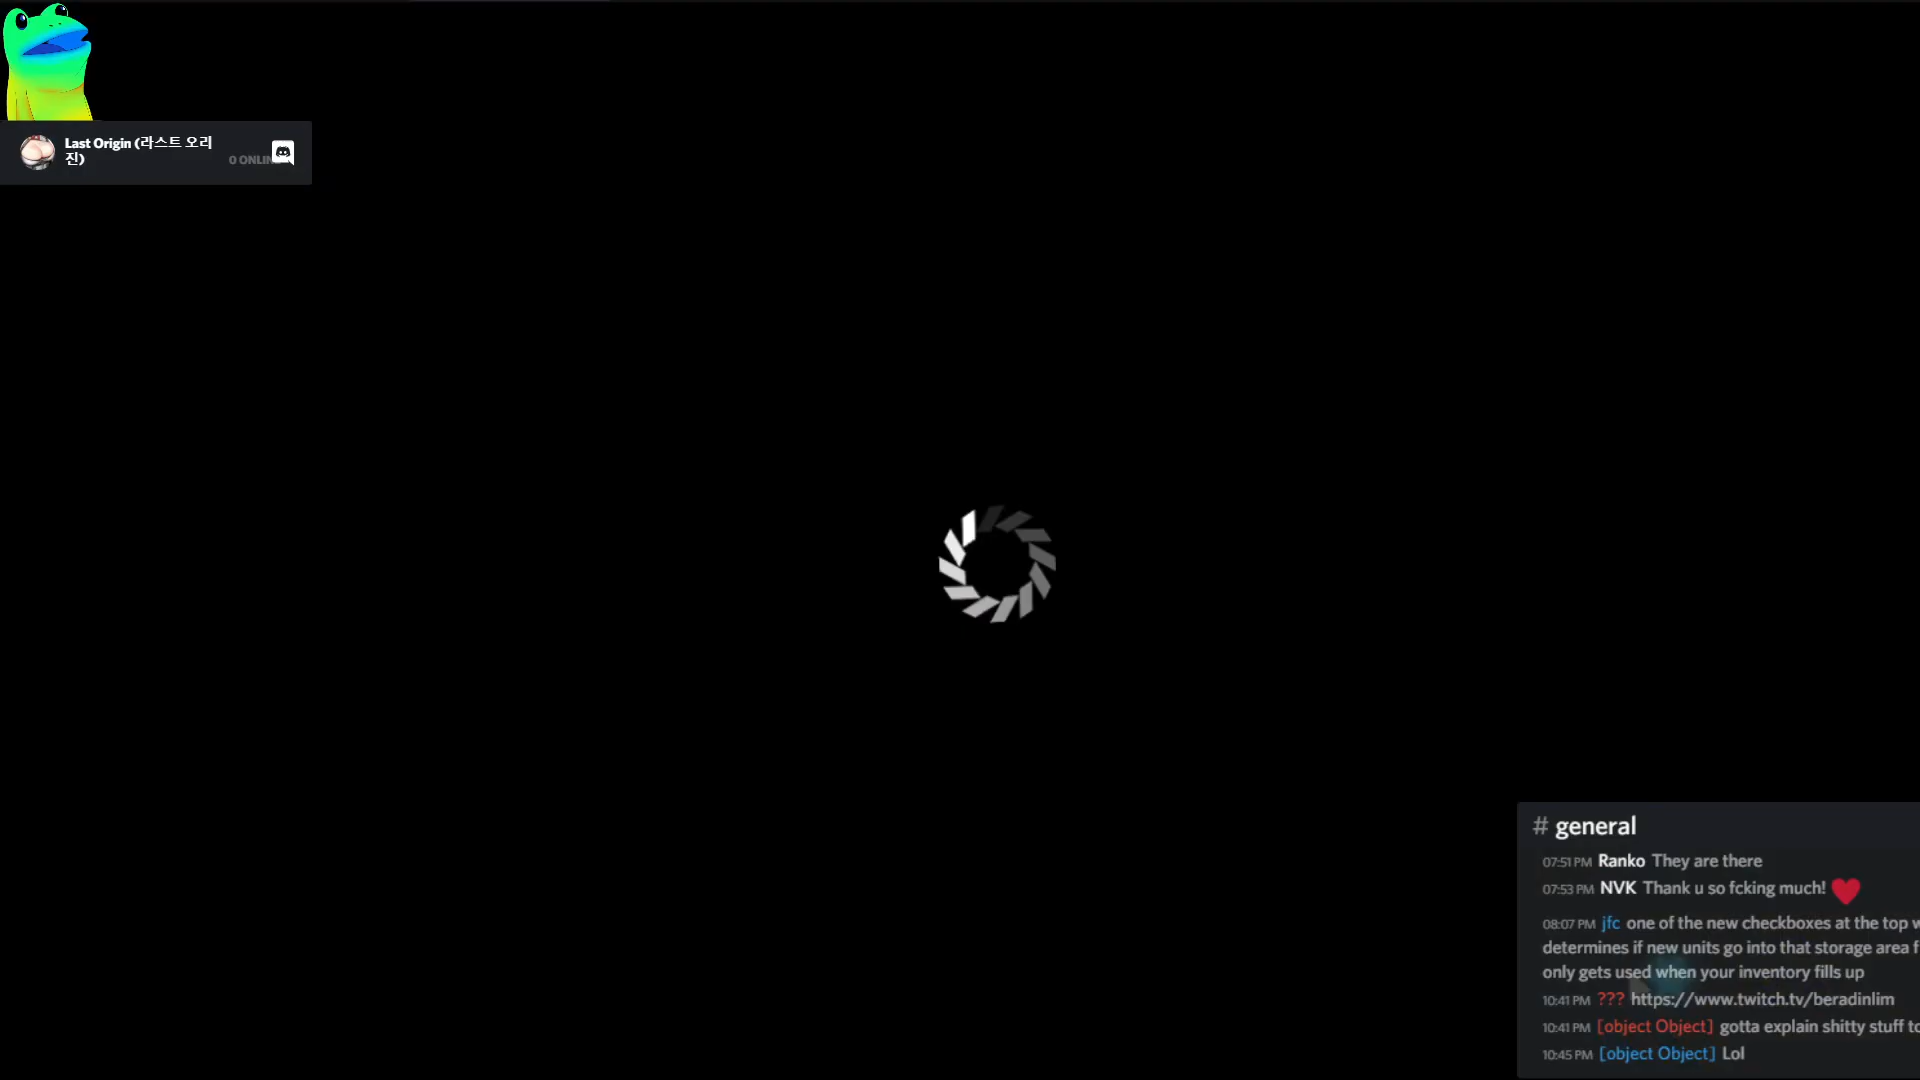 Last Origin (라스트 오리
진)
0 ONLIN
# general
07:51 PM Ranko They are there
07:53 PM NVK Thank u so fcking much!
08:07 PM jfc one of the new checkboxes at the top w
determines if new units go into that storage area f
only gets used when your inventory fills up
10:41 PM ??? https://www.twitch.tv/beradinlim
10:41 PM [object Object] gotta explain shitty stuff to
10:45 PM [object Object] Lol